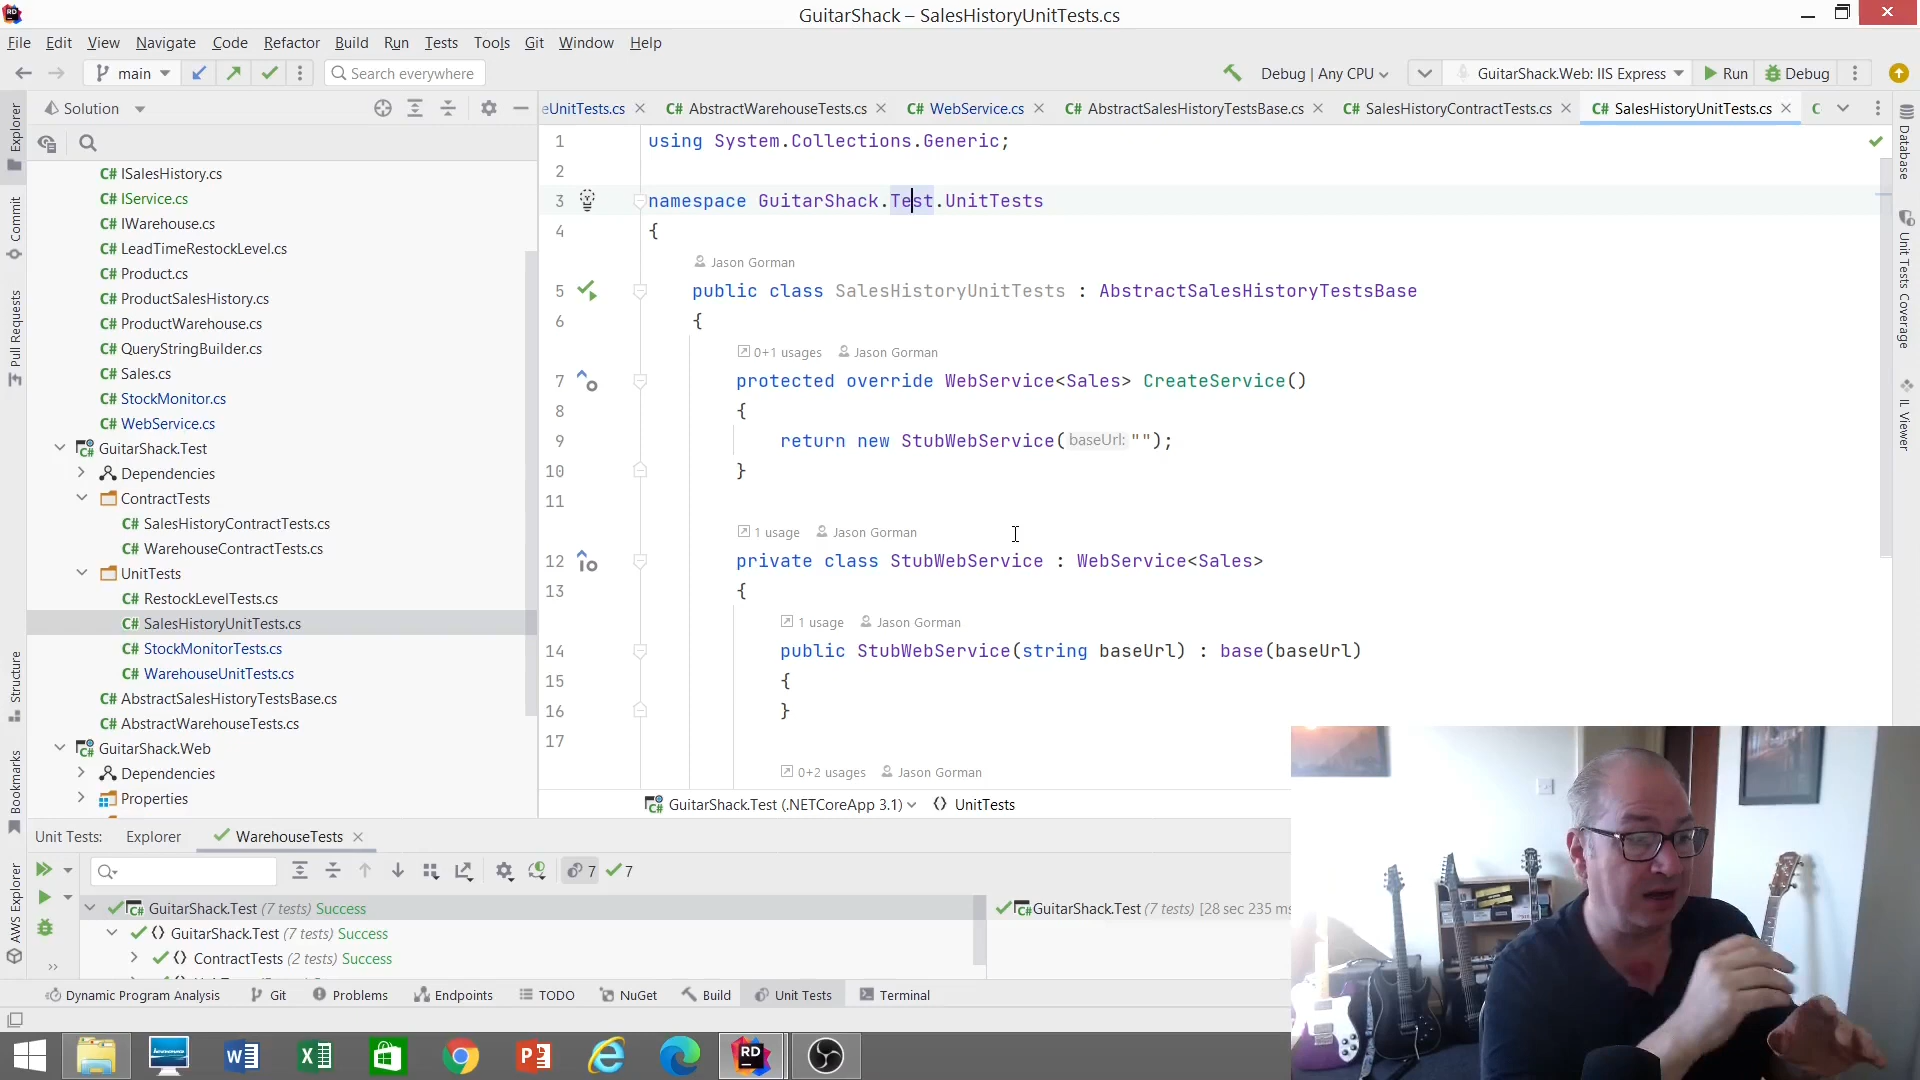 GuitarShack – SalesHistoryUnitTests.cs
File Edit View Navigate Code Refactor Build Run Tests Tools Git Window Help
main Search everywhere Debug | Any CPU GuitarShack.Web: IIS Express Run Debug
Solution
eUnitTests.cs AbstractWarehouseTests.cs WebService.cs AbstractSalesHistoryTestsBase.cs SalesHistoryContractTests.cs SalesHistoryUnitTests.cs C
Explorer
Commit
Pull Requests
Structure
Bookmarks
AWS Explorer
C# ISalesHistory.cs
C# IService.cs
C# IWarehouse.cs
C# LeadTimeRestockLevel.cs
C# Product.cs
C# ProductSalesHistory.cs
C# ProductWarehouse.cs
C# QueryStringBuilder.cs
C# Sales.cs
C# StockMonitor.cs
C# WebService.cs
GuitarShack.Test
Dependencies
ContractTests
C# SalesHistoryContractTests.cs
C# WarehouseContractTests.cs
UnitTests
C# RestockLevelTests.cs
C# SalesHistoryUnitTests.cs
C# StockMonitorTests.cs
C# WarehouseUnitTests.cs
C# AbstractSalesHistoryTestsBase.cs
C# AbstractWarehouseTests.cs
GuitarShack.Web
Dependencies
Properties
1 using System.Collections.Generic;
2
3 namespace GuitarShack.Test.UnitTests
4 {
Jason Gorman
5 public class SalesHistoryUnitTests : AbstractSalesHistoryTestsBase
6 {
0+1 usages Jason Gorman
7 protected override WebService<Sales> CreateService()
8 {
9 return new StubWebService(baseUrl: "");
10 }
11
1 usage Jason Gorman
12 private class StubWebService : WebService<Sales>
13 {
1 usage Jason Gorman
14 public StubWebService(string baseUrl) : base(baseUrl)
15 {
16 }
17
0+2 usages Jason Gorman
GuitarShack.Test (.NETCoreApp 3.1) UnitTests
Database
Unit Tests Coverage
IL Viewer
Unit Tests: Explorer WarehouseTests
7 7
GuitarShack.Test (7 tests) Success
GuitarShack.Test (7 tests) Success
ContractTests (2 tests) Success
GuitarShack.Test (7 tests) [28 sec 235 ms
Dynamic Program Analysis Git Problems Endpoints TODO NuGet Build Unit Tests Terminal
RD